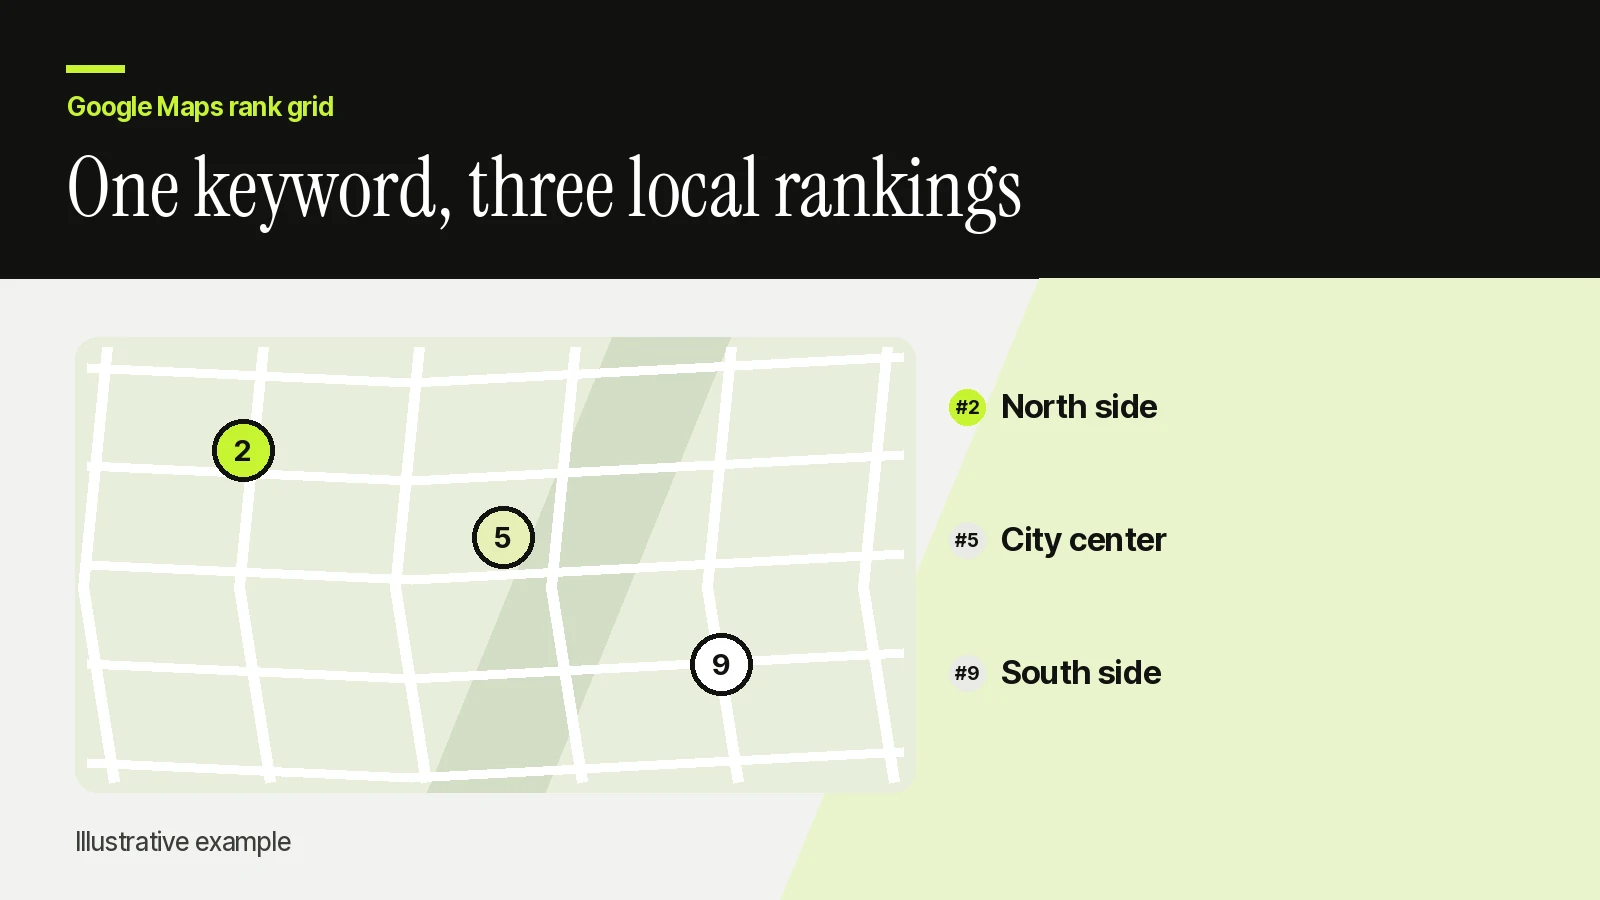 Google Maps rank grid
One keyword, three local rankings
2
5
9
#2 North side
#5 City center
#9 South side
Illustrative example